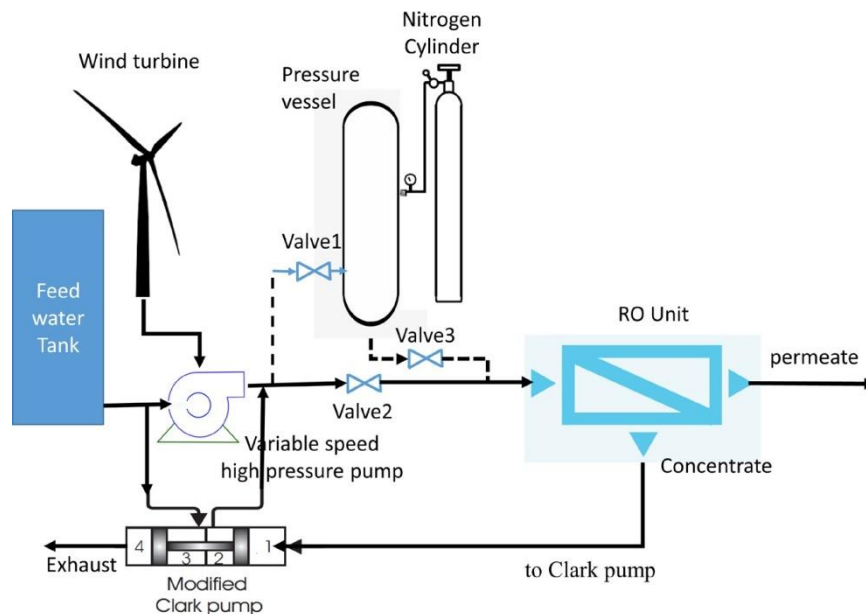 Nitrogen
Cylinder
Wind turbine
Pressure
vessel
Valve1
Feed
water
Tank
Valve3
RO Unit
permeate
Valve2
Variable speed
high pressure pump
Concentrate
4
3
2
1
Exhaust
Modified
Clark pump
to Clark pump